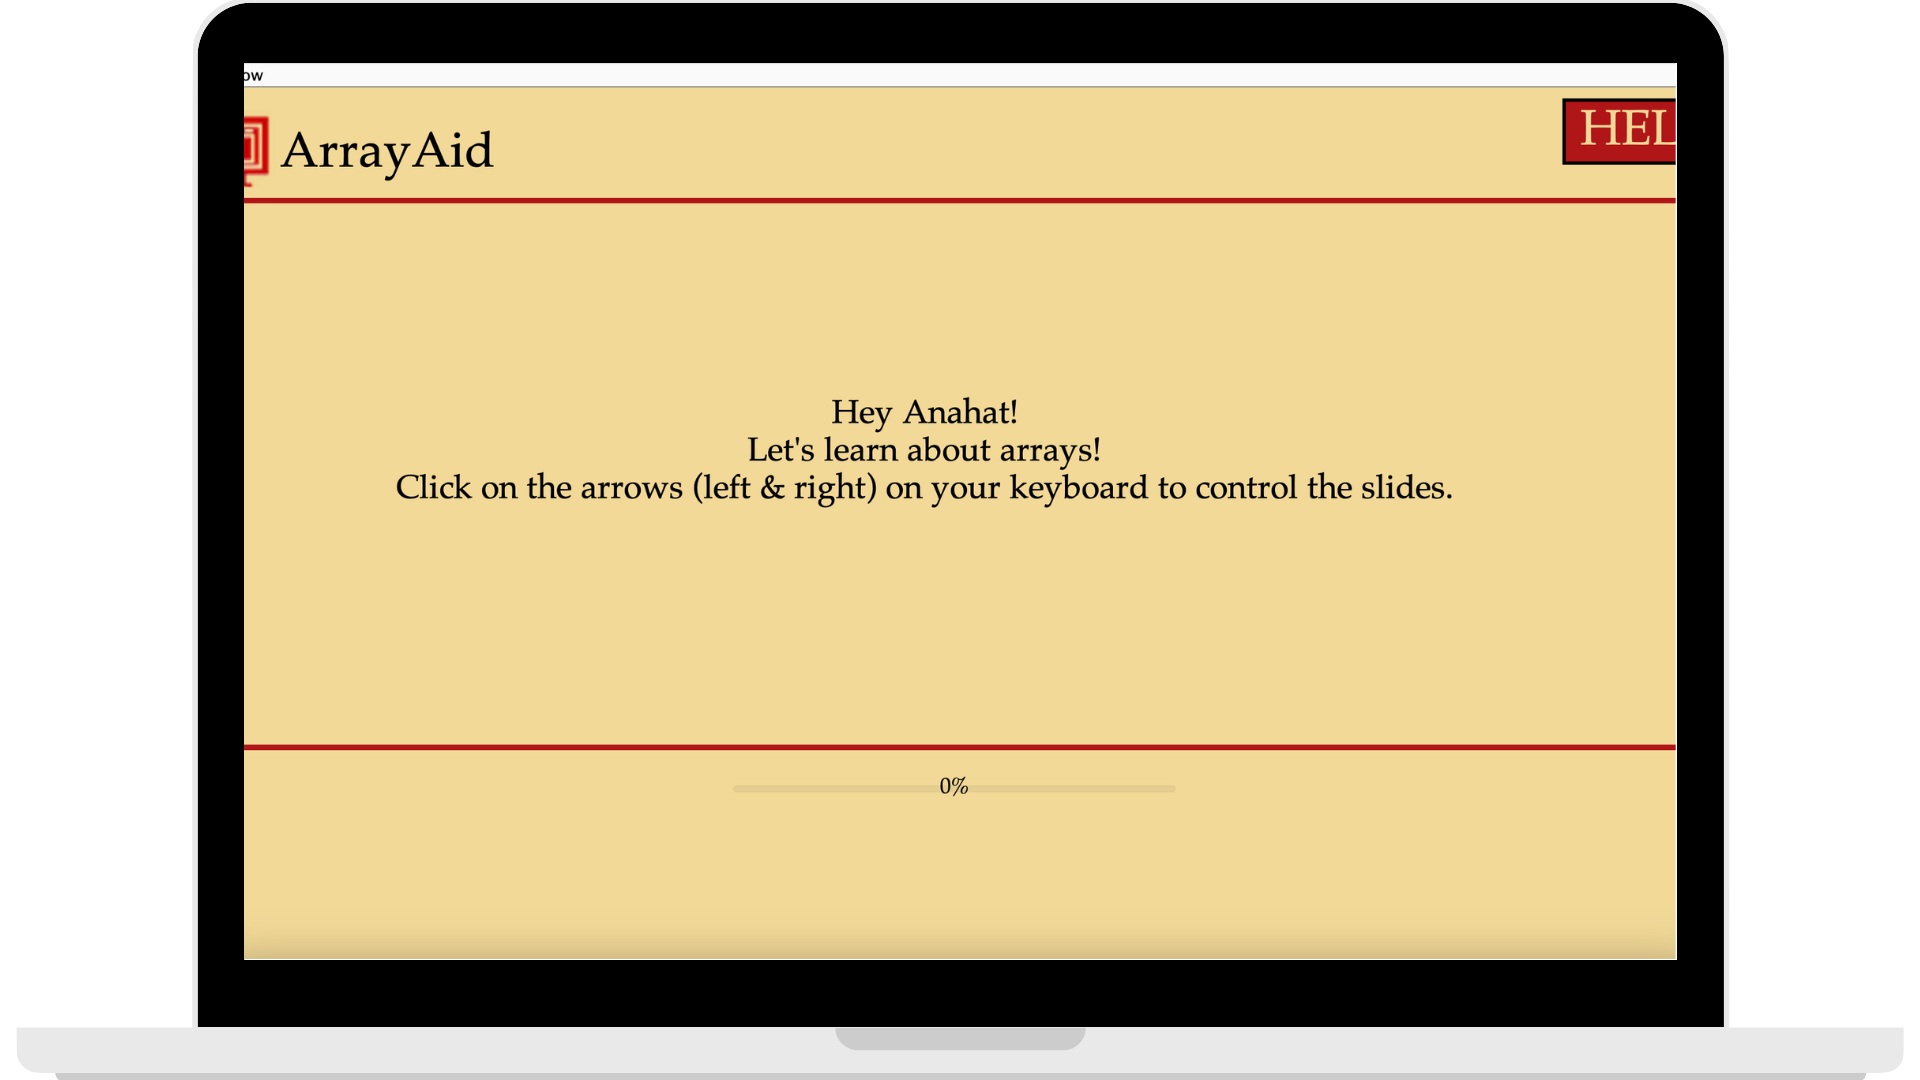 ow
ArrayAid
HEL
Hey Anahat!
Let's learn about arrays!
Click on the arrows (left & right) on your keyboard to control the slides.
0%